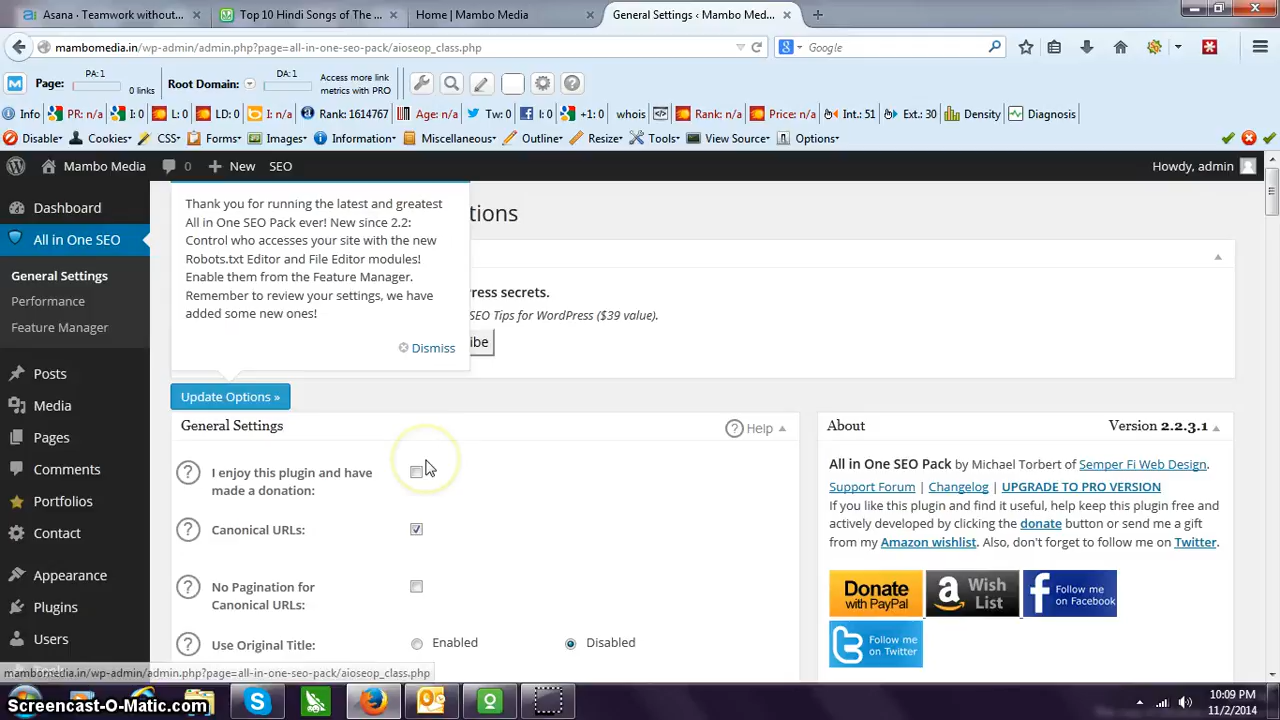 Asana · Teamwork without...
Top 10 Hindi Songs of The ...
Home | Mambo Media
General Settings ‹ Mambo Med...
mambomedia.in/wp-admin/admin.php?page=all-in-one-seo-pack/aioseop_class.php
Google
Page: PA: 1 0 links Root Domain: DA: 1 Access more link metrics with PRO
Info PR: n/a I: 0 L: 0 LD: 0 I: n/a Rank: 1614767 Age: n/a Tw: 0 I: 0 +1: 0 whois Rank: n/a Price: n/a Int.: 51 Ext.: 30 Density Diagnosis
Disable Cookies CSS Forms Images Information Miscellaneous Outline Resize Tools View Source Options
Mambo Media 0 New SEO Howdy, admin
Dashboard
All in One SEO
General Settings
Performance
Feature Manager
Posts
Media
Pages
Comments
Portfolios
Contact
Appearance
Plugins
Users
Thank you for running the latest and greatest
All in One SEO Pack ever! New since 2.2:
Control who accesses your site with the new
Robots.txt Editor and File Editor modules!
Enable them from the Feature Manager.
Remember to review your settings, we have
added some new ones!
Dismiss
tions
ress secrets.
SEO Tips for WordPress ($39 value).
ibe
Update Options »
General Settings
Help
I enjoy this plugin and have
made a donation:
Canonical URLs:
No Pagination for
Canonical URLs:
Use Original Title: Enabled Disabled
About Version 2.2.3.1
All in One SEO Pack by Michael Torbert of Semper Fi Web Design.
Support Forum | Changelog | UPGRADE TO PRO VERSION
If you like this plugin and find it useful, help keep this plugin free and
actively developed by clicking the donate button or send me a gift
from my Amazon wishlist. Also, don't forget to follow me on Twitter.
Donate
with PayPal
Wish
List
Follow me
on Facebook
Follow me
on Twitter
mambomedia.in/wp-admin/admin.php?page=all-in-one-seo-pack/aioseop_class.php
Screencast-O-Matic.com
10:09 PM
11/2/2014